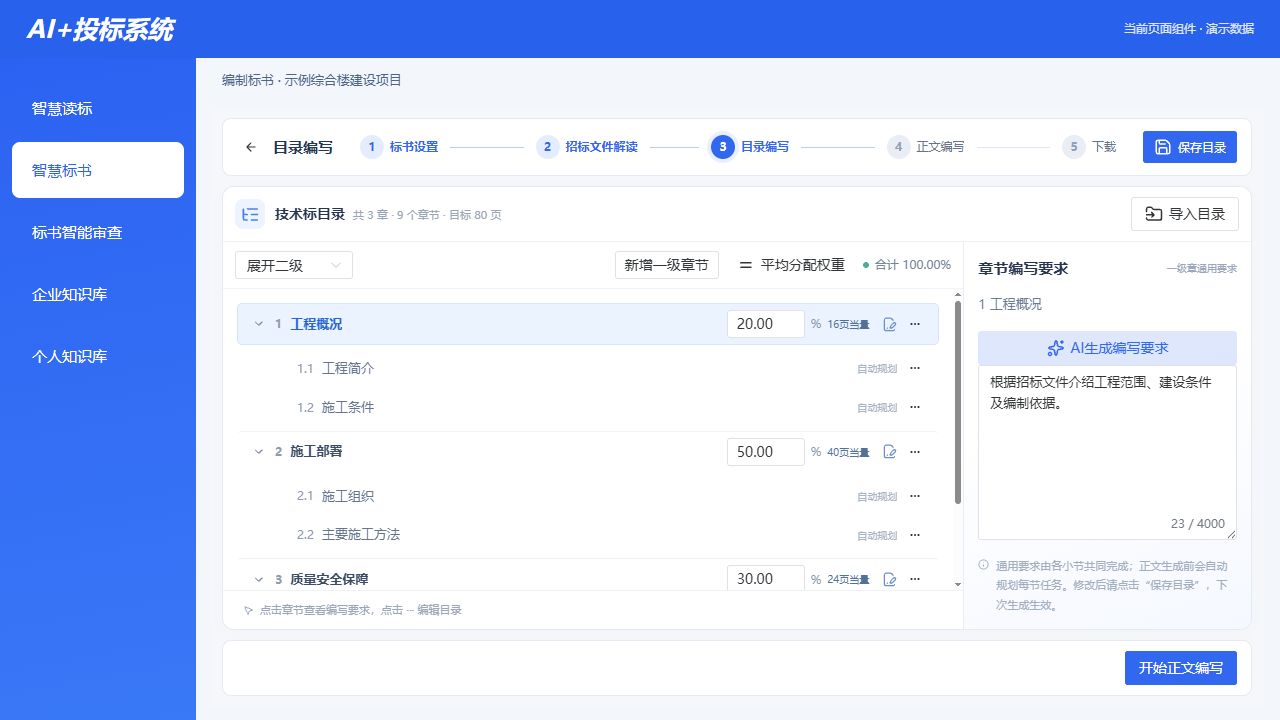 AI+投标系统
当前页面组件 · 演示数据
智慧读标
智慧标书
标书智能审查
企业知识库
个人知识库
编制标书 · 示例综合楼建设项目
目录编写
1 标书设置
2 招标文件解读
3 目录编写
4 正文编写
5 下载
保存目录
技术标目录 共 3 章 · 9 个章节 · 目标 80 页
导入目录
展开二级
新增一级章节
平均分配权重
合计 100.00%
1 工程概况 20.00 % 16页当量 ···
1.1 工程简介 自动规划 ···
1.2 施工条件 自动规划 ···
2 施工部署 50.00 % 40页当量 ···
2.1 施工组织 自动规划 ···
2.2 主要施工方法 自动规划 ···
3 质量安全保障 30.00 % 24页当量 ···
点击章节查看编写要求，点击 ··· 编辑目录
章节编写要求 一级章通用要求
1 工程概况
AI生成编写要求
根据招标文件介绍工程范围、建设条件
及编制依据。
23 / 4000
通用要求由各小节共同完成；正文生成前会自动
规划每节任务。修改后请点击“保存目录”，下
次生成生效。
开始正文编写